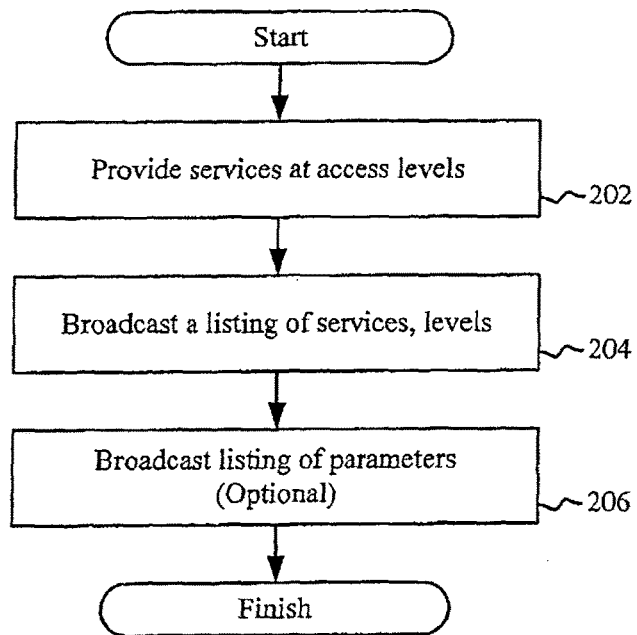 Start
Provide services at access levels
202
Broadcast a listing of services, levels
204
Broadcast listing of parameters
(Optional)
206
Finish